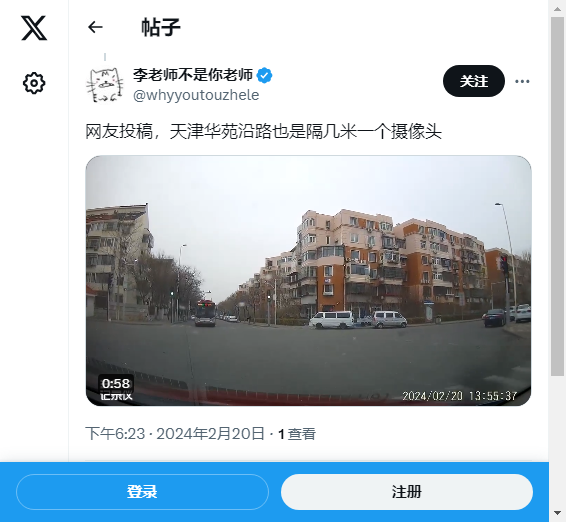 帖子
李老师不是你老师
@whyyoutouzhele
关注
网友投稿，天津华苑沿路也是隔几米一个摄像头
0:58
记录仪
2024/02/20 13:55:37
下午6:23 · 2024年2月20日 · 1 查看
登录
注册